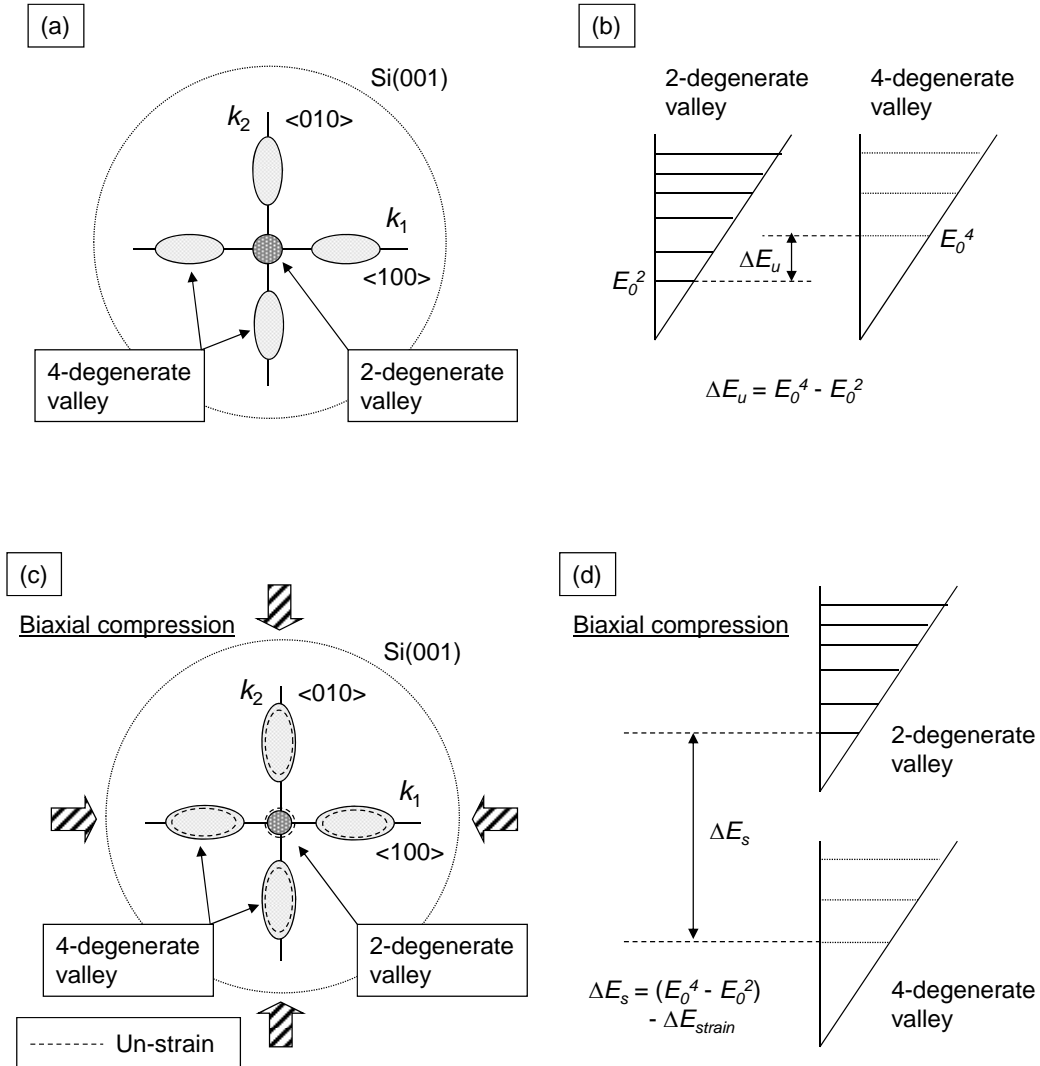 (a)
Si(001)
k2
<010>
k1
<100>
4-degenerate
valley
2-degenerate
valley
(b)
2-degenerate
valley
4-degenerate
valley
E0^2
ΔEu
E0^4
ΔEu = E0^4 - E0^2
(c)
Biaxial compression
Si(001)
k2
<010>
k1
<100>
4-degenerate
valley
2-degenerate
valley
Un-strain
(d)
Biaxial compression
2-degenerate
valley
ΔEs
4-degenerate
valley
ΔEs = (E0^4 - E0^2)
- ΔEstrain